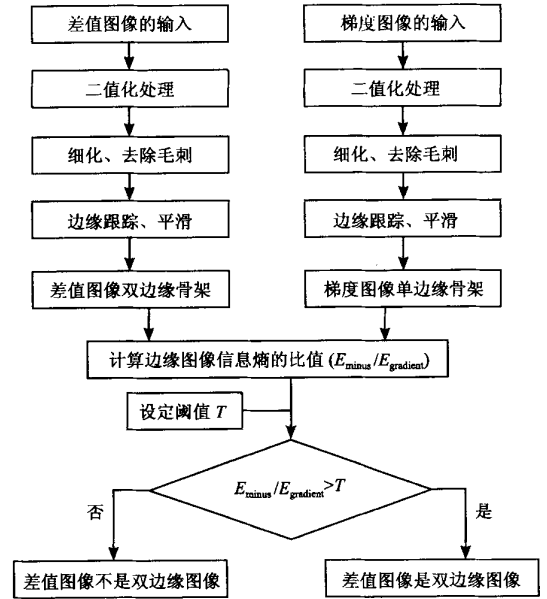 差值图像的输入
梯度图像的输入
二值化处理
二值化处理
细化、去除毛刺
细化、去除毛刺
边缘跟踪、平滑
边缘跟踪、平滑
差值图像双边缘骨架
梯度图像单边缘骨架
计算边缘图像信息熵的比值 (Eminus/Egradient)
设定阈值 T
Eminus/Egradient>T
否
是
差值图像不是双边缘图像
差值图像是双边缘图像